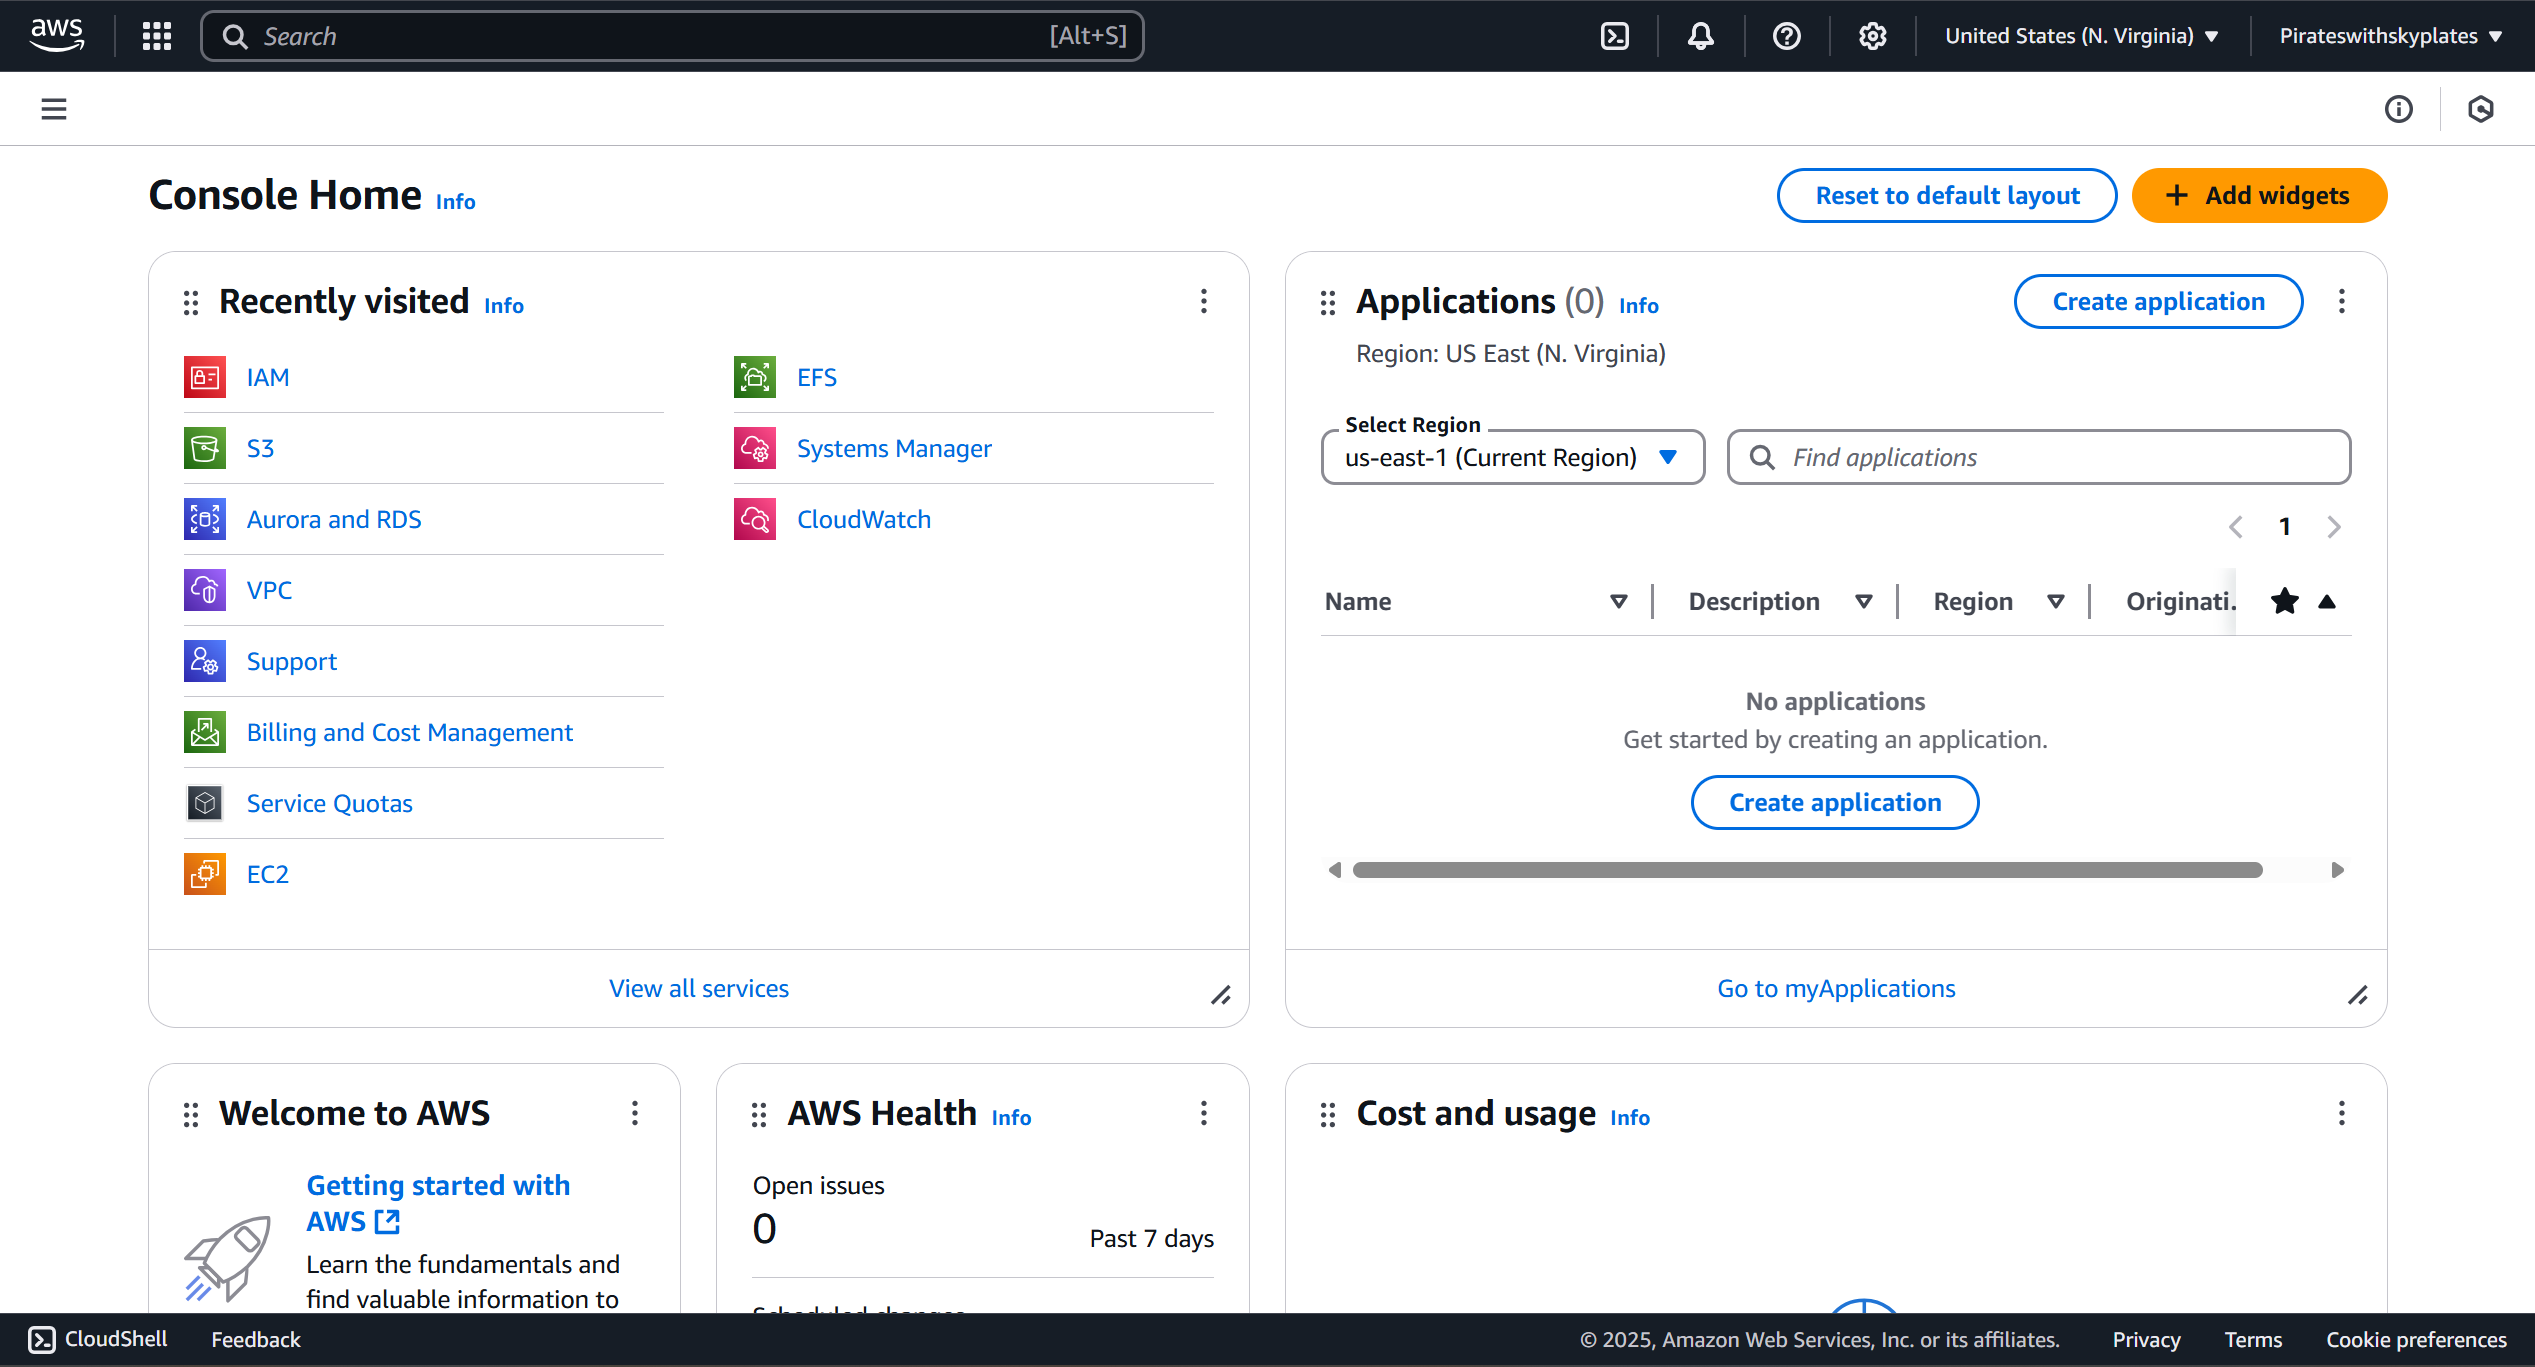 aws
Search [Alt+S]
United States (N. Virginia)
Pirateswithskyplates
Console Home Info
Reset to default layout
Add widgets
Recently visited Info
IAM
S3
Aurora and RDS
VPC
Support
Billing and Cost Management
Service Quotas
EC2
EFS
Systems Manager
CloudWatch
View all services
Applications (0) Info
Create application
Region: US East (N. Virginia)
Select Region
us-east-1 (Current Region)
Find applications
1
Name Description Region Originati.
No applications
Get started by creating an application.
Create application
Go to myApplications
Welcome to AWS
Getting started with
AWS
Learn the fundamentals and
find valuable information to
AWS Health Info
Open issues
0
Past 7 days
Scheduled changes
Cost and usage Info
CloudShell
Feedback
© 2025, Amazon Web Services, Inc. or its affiliates.
Privacy
Terms
Cookie preferences